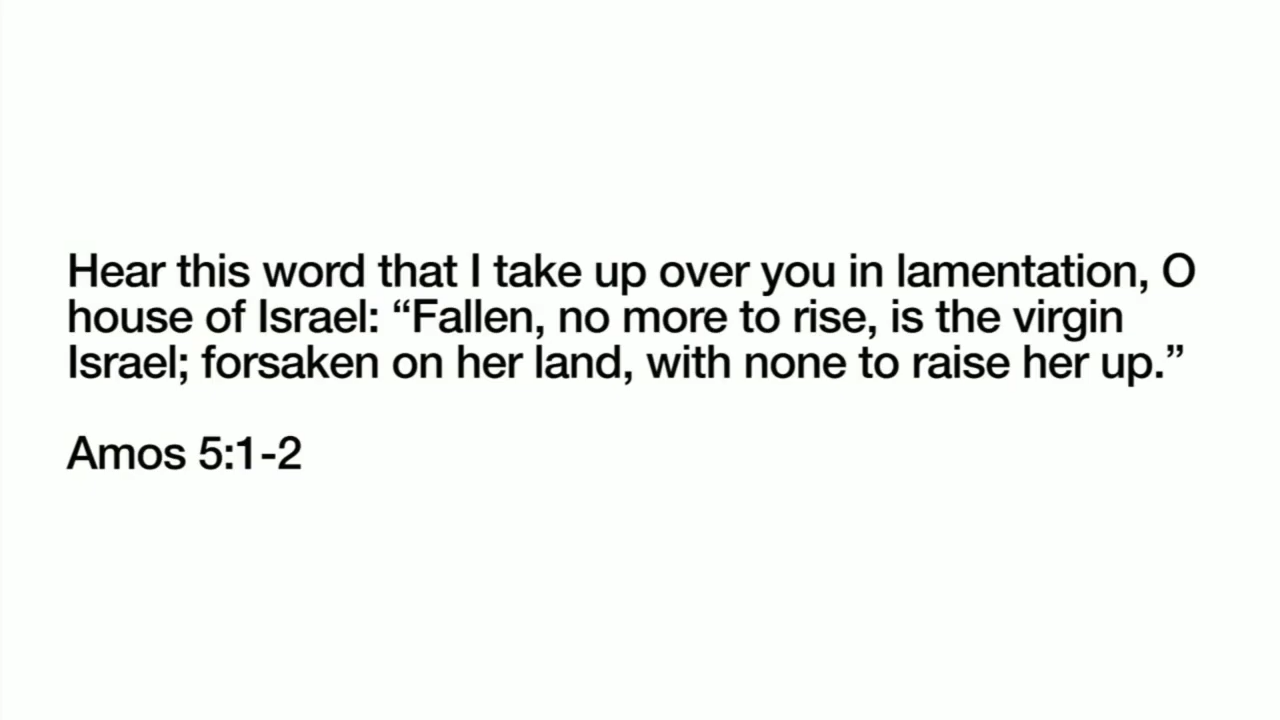 Hear this word that I take up over you in lamentation, O
house of Israel: “Fallen, no more to rise, is the virgin
Israel; forsaken on her land, with none to raise her up.”
Amos 5:1-2